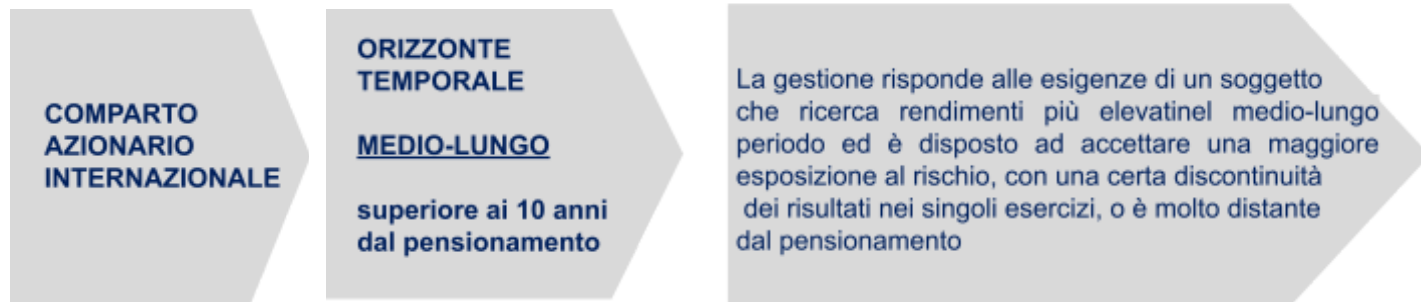 COMPARTO
AZIONARIO
INTERNAZIONALE
ORIZZONTE
TEMPORALE
MEDIO-LUNGO
superiore ai 10 anni
dal pensionamento
La gestione risponde alle esigenze di un soggetto
che ricerca rendimenti più elevatinel medio-lungo
periodo ed è disposto ad accettare una maggiore
esposizione al rischio, con una certa discontinuità
dei risultati nei singoli esercizi, o è molto distante
dal pensionamento